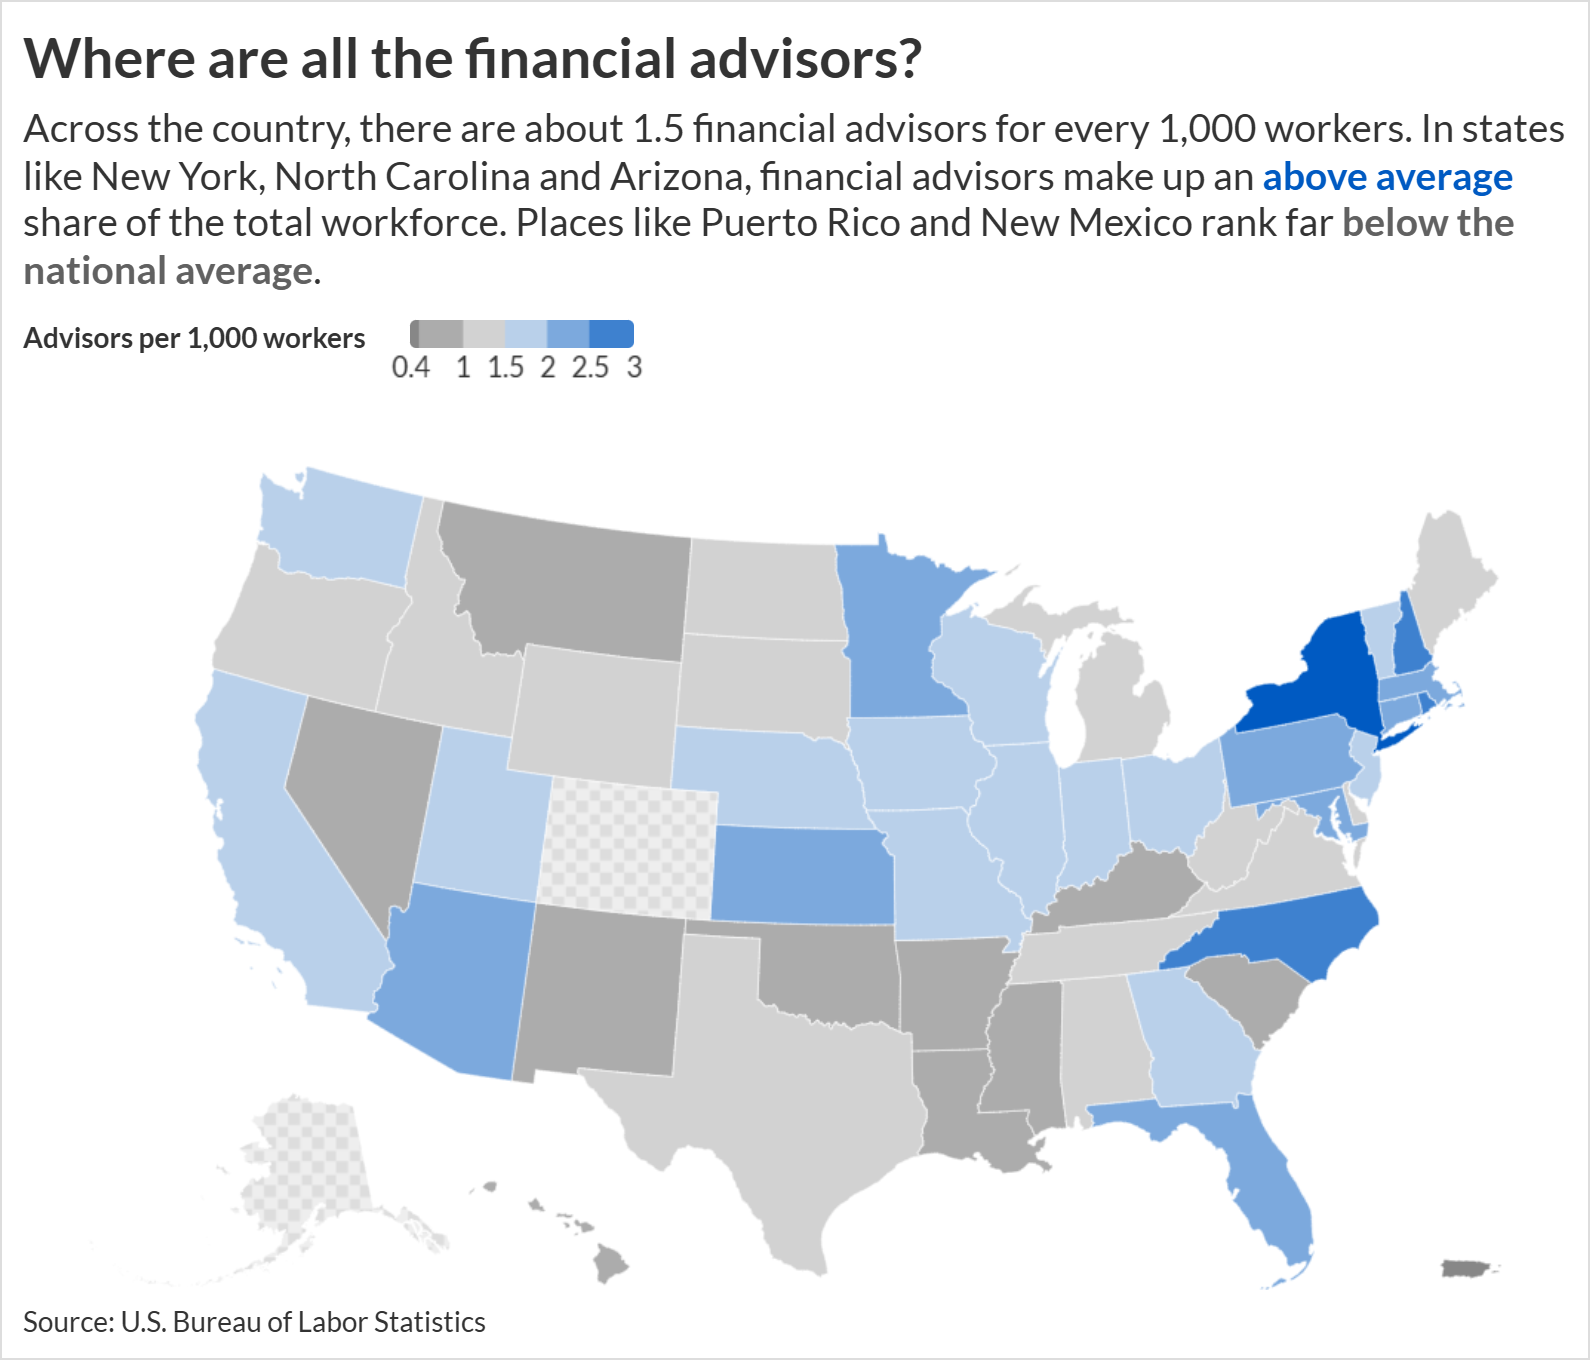 Where are all the financial advisors?
Across the country, there are about 1.5 financial advisors for every 1,000 workers. In states
like New York, North Carolina and Arizona, financial advisors make up an above average
share of the total workforce. Places like Puerto Rico and New Mexico rank far below the
national average.
Advisors per 1,000 workers
0.4 1 1.5 2 2.5 3
Source: U.S. Bureau of Labor Statistics